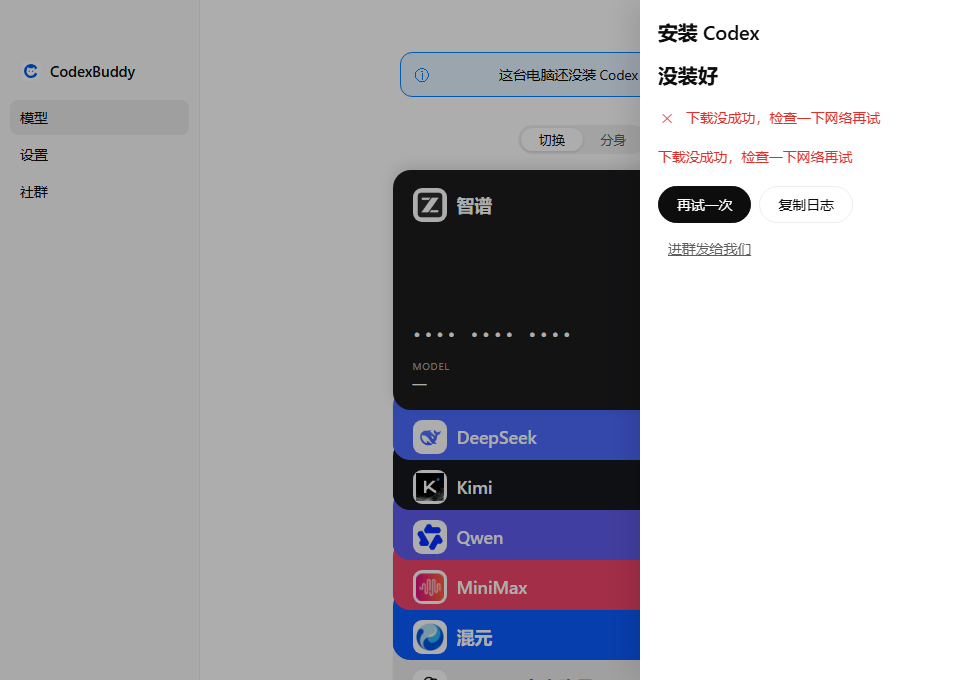 CodexBuddy
模型
设置
社群
这台电脑还没装 Codex
切换
分身
智谱
MODEL
—
DeepSeek
Kimi
Qwen
MiniMax
混元
安装 Codex
没装好
下载没成功，检查一下网络再试
下载没成功，检查一下网络再试
再试一次
复制日志
进群发给我们